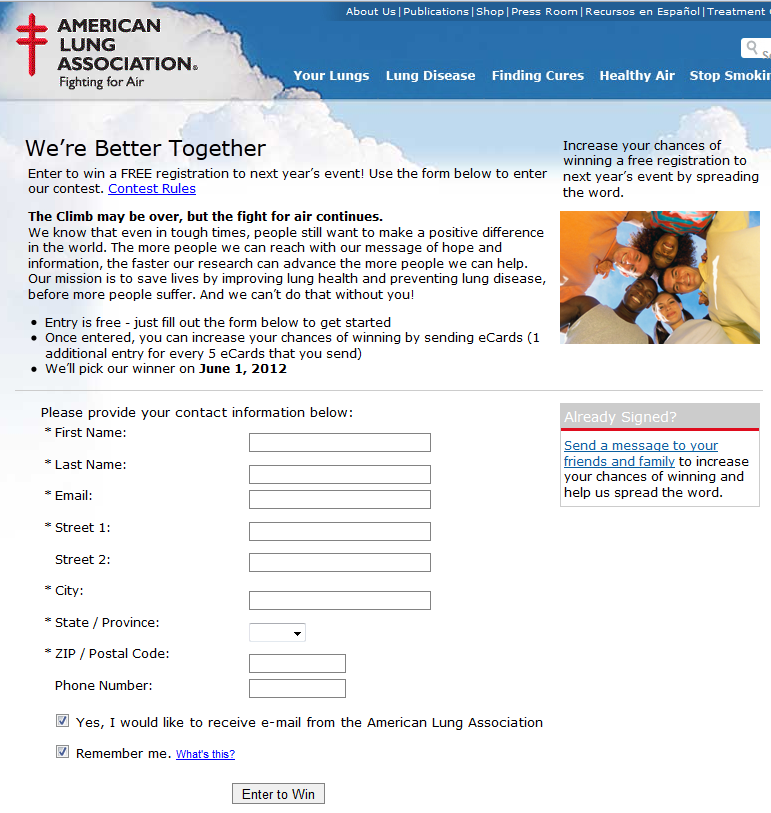 About Us|Publications|Shop|Press Room|Recursos en Español|Treatment
AMERICAN
LUNG
ASSOCIATION®
Fighting for Air
Your Lungs Lung Disease Finding Cures Healthy Air Stop
We're Better Together
Enter to win a FREE registration to next year's event! Use the form below to enter
our contest. Contest Rules
The Climb may be over, but the fight for air continues.
We know that even in tough times, people still want to make a positive difference
in the world. The more people we can reach with our message of hope and
information, the faster our research can advance the more people we can help.
Our mission is to save lives by improving lung health and preventing lung disease,
before more people suffer. And we can't do that without you!
• Entry is free - just fill out the form below to get started
• Once entered, you can increase your chances of winning by sending eCards (1
additional entry for every 5 eCards that you send)
• We'll pick our winner on June 1, 2012
Increase your chances of
winning a free registration to
next year's event by spreading
the word.
Please provide your contact information below:
* First Name:
* Last Name:
* Email:
* Street 1:
Street 2:
* City:
* State / Province:
* ZIP / Postal Code:
Phone Number:
Yes, I would like to receive e-mail from the American Lung Association
Remember me. What's this?
Enter to Win
Already Signed?
Send a message to your
friends and family to increase
your chances of winning and
help us spread the word.